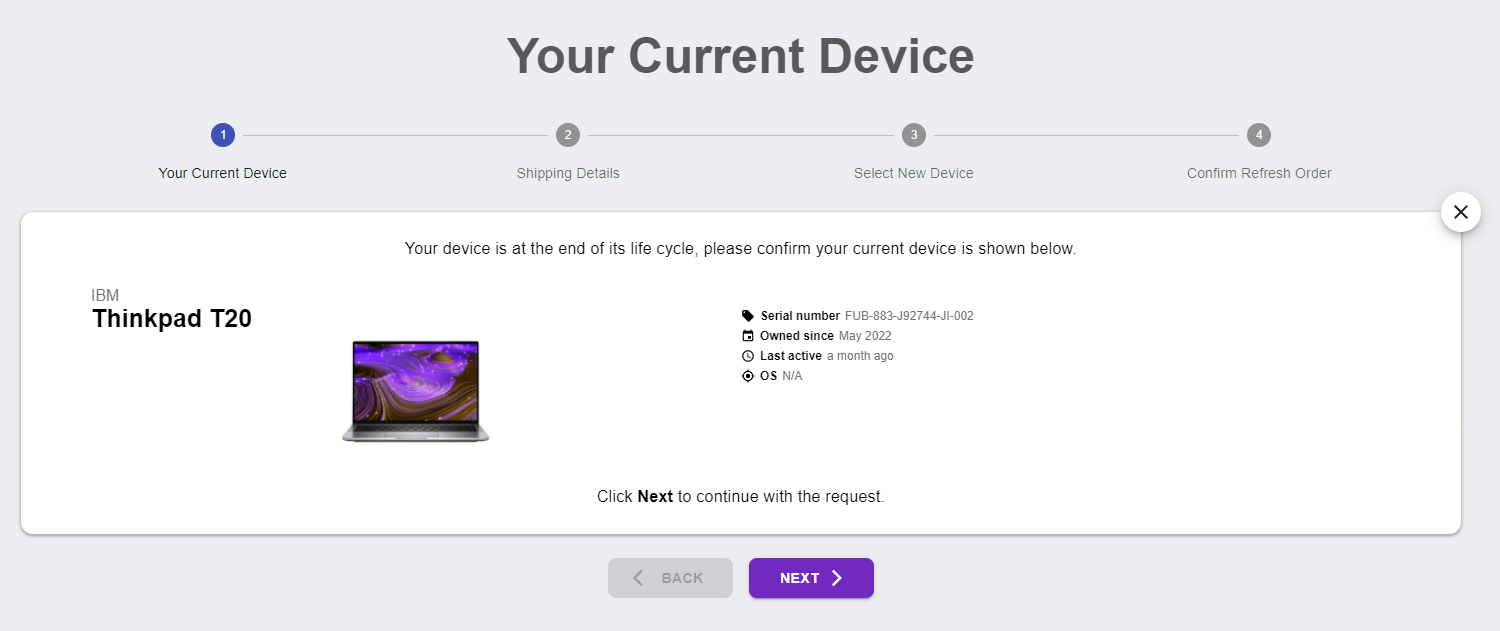 Your Current Device
1
2
3
4
Your Current Device
Shipping Details
Select New Device
Confirm Refresh Order
Your device is at the end of its life cycle, please confirm your current device is shown below.
IBM
Thinkpad T20
Serial number FUB-883-J92744-JI-002
Owned since May 2022
Last active a month ago
OS N/A
Click Next to continue with the request.
BACK
NEXT